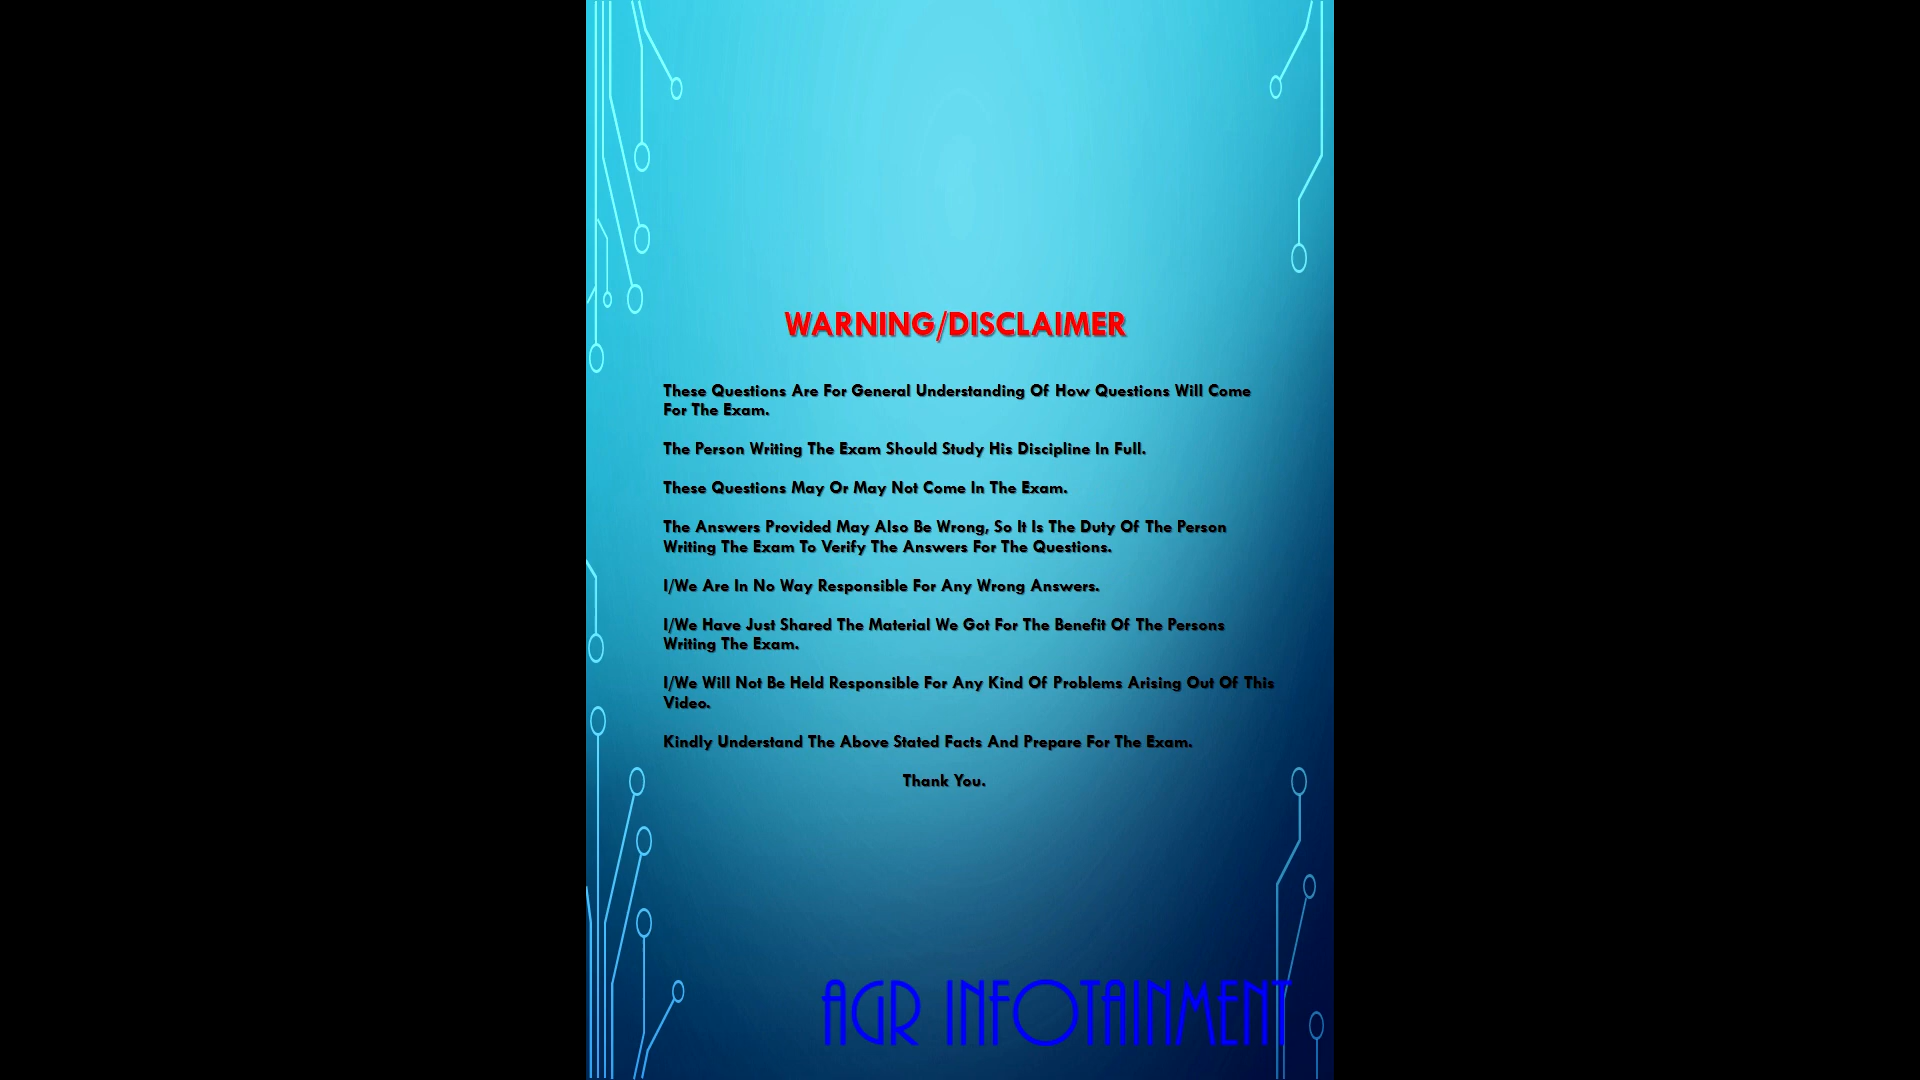 WARNING/DISCLAIMER
These Questions Are For General Understanding Of How Questions Will Come
For The Exam.
The Person Writing The Exam Should Study His Discipline In Full.
These Questions May Or May Not Come In The Exam.
The Answers Provided May Also Be Wrong, So It Is The Duty Of The Person
Writing The Exam To Verify The Answers For The Questions.
I/We Are In No Way Responsible For Any Wrong Answers.
I/We Have Just Shared The Material We Got For The Benefit Of The Persons
Writing The Exam.
I/We Will Not Be Held Responsible For Any Kind Of Problems Arising Out Of This
Video.
Kindly Understand The Above Stated Facts And Prepare For The Exam.
Thank You.
AGR INFOTAINMENT